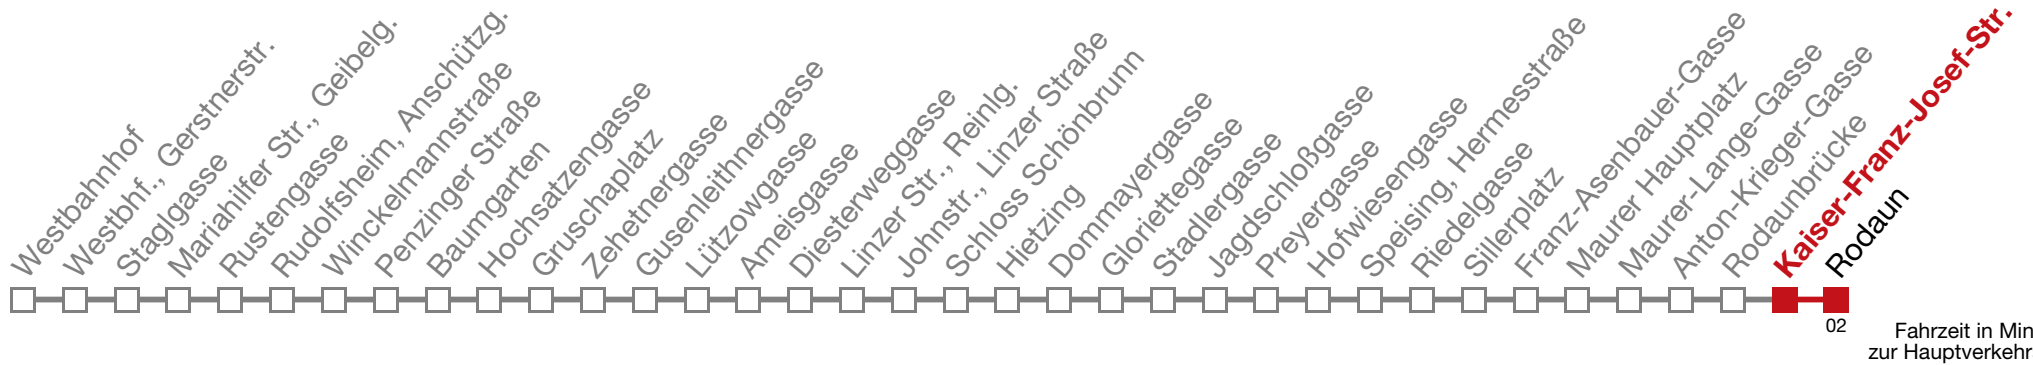 Westbahnhof
Westbhf., Gerstnerstr.
Staglgasse
Mariahilfer Str., Geibelg.
Rustengasse
Rudolfsheim, Anschützg.
Winckelmannstraße
Penzinger Straße
Baumgarten
Hochsatzengasse
Gruschaplatz
Zehetnergasse
Gusenleithnergasse
Lützowgasse
Ameisgasse
Diesterweggasse
Linzer Str., Reinlg.
Johnstr., Linzer Straße
Schloss Schönbrunn
Hietzing
Dommayergasse
Gloriettegasse
Stadlergasse
Jagdschloßgasse
Preyergasse
Hofwiesengasse
Speising, Hermesstraße
Riedelgasse
Sillerplatz
Franz-Asenbauer-Gasse
Maurer Hauptplatz
Maurer-Lange-Gasse
Anton-Krieger-Gasse
Rodaunbrücke
Kaiser-Franz-Josef-Str.
Rodaun
02
Fahrzeit in Min
zur Hauptverkehr